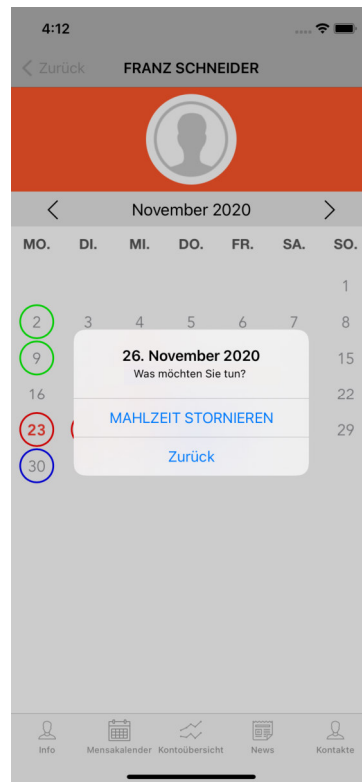 4:12
Zurück FRANZ SCHNEIDER
November 2020
MO. DI. MI. DO. FR. SA. SO.
1
2 3 4 5 6 7 8
9 15
16 22
23 29
30
26. November 2020
Was möchten Sie tun?
MAHLZEIT STORNIEREN
Zurück
Info Mensakalender Kontoübersicht News Kontakte